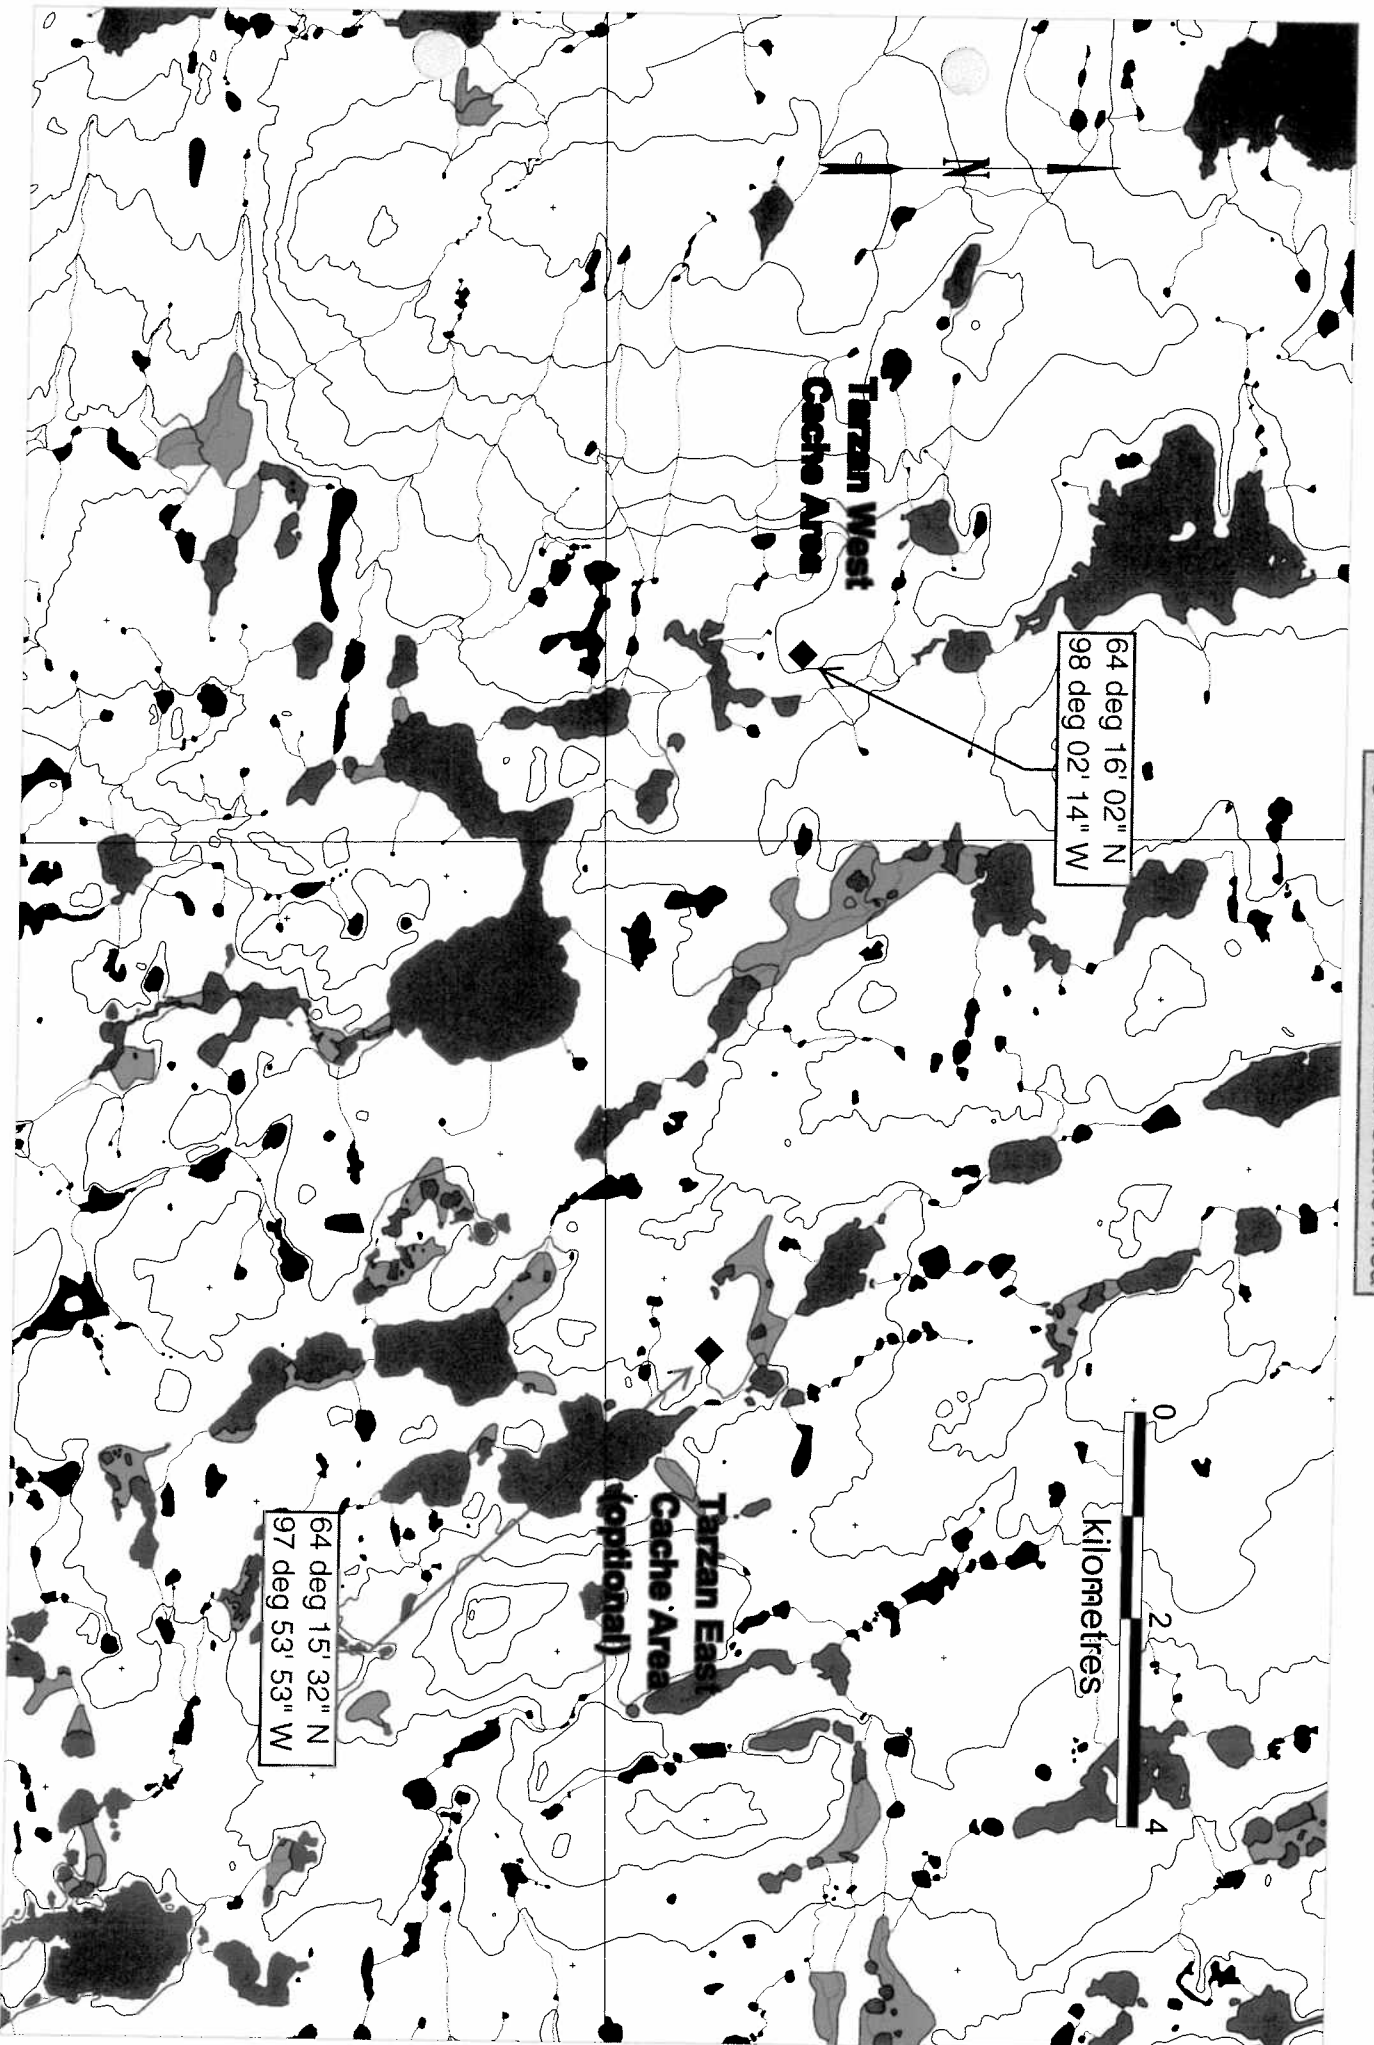 N
Tarzan West
Cache Area
64 deg 16' 02" N
98 deg 02' 14" W
0
2
4
kilometres
Tarzan East
Cache Area
(optional)
64 deg 15' 32" N
97 deg 53' 53" W